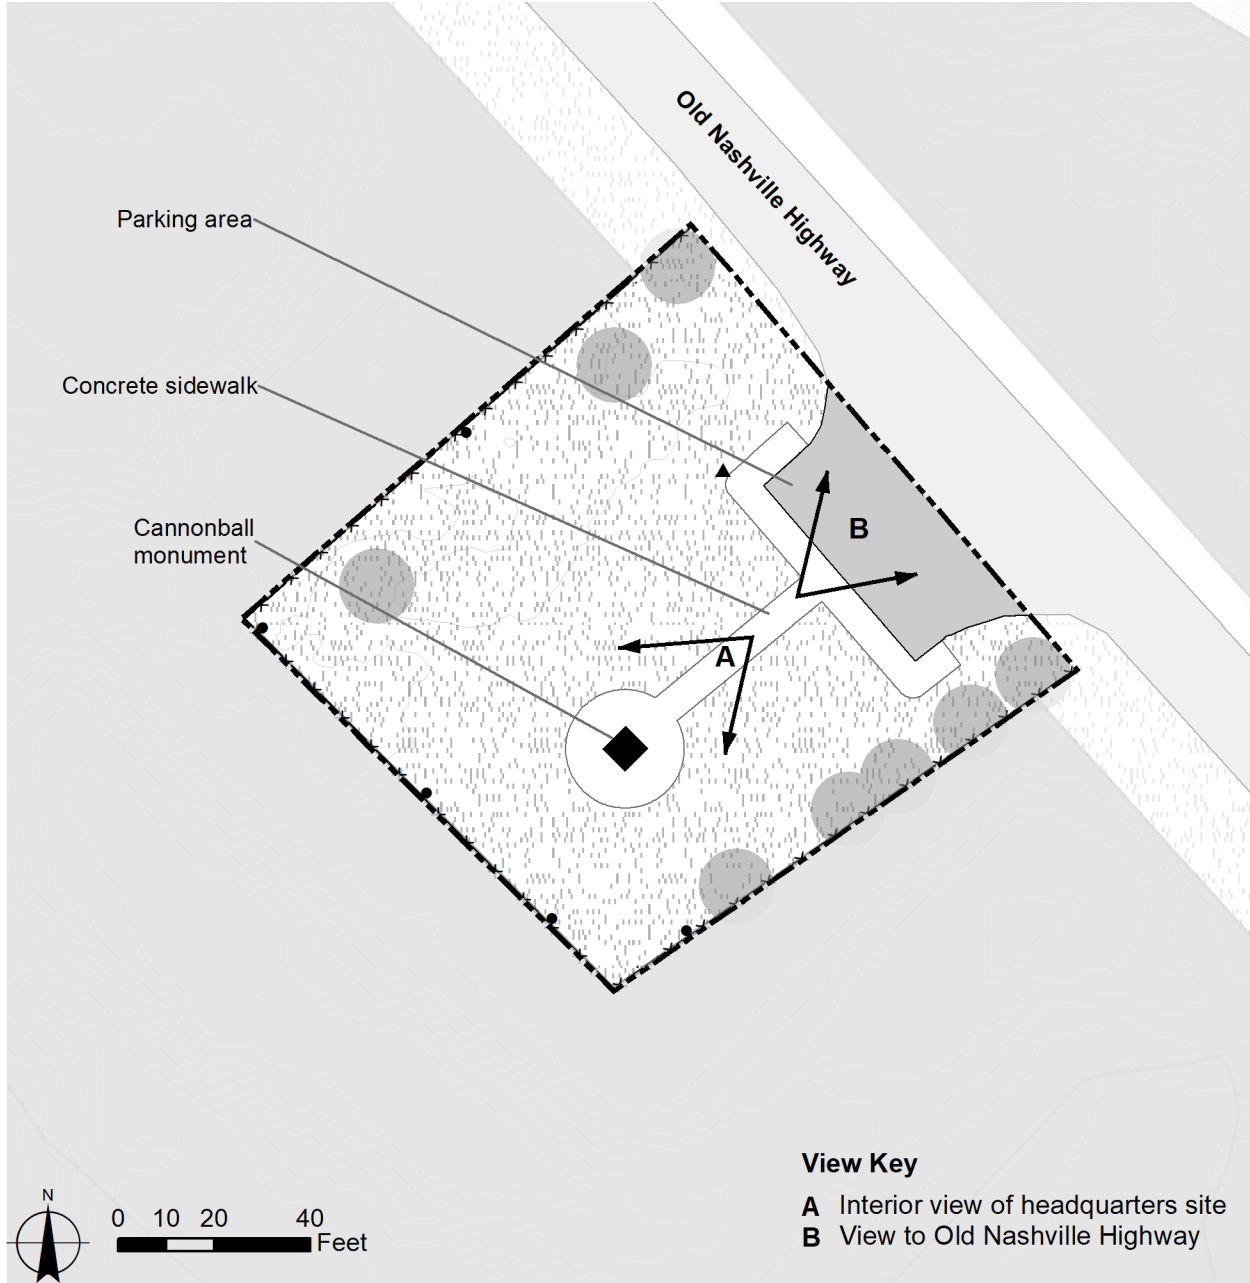 Old Nashville Highway
Parking area
Concrete sidewalk
Cannonball
monument
B
A
View Key
A Interior view of headquarters site
B View to Old Nashville Highway
N
0 10 20 40
Feet